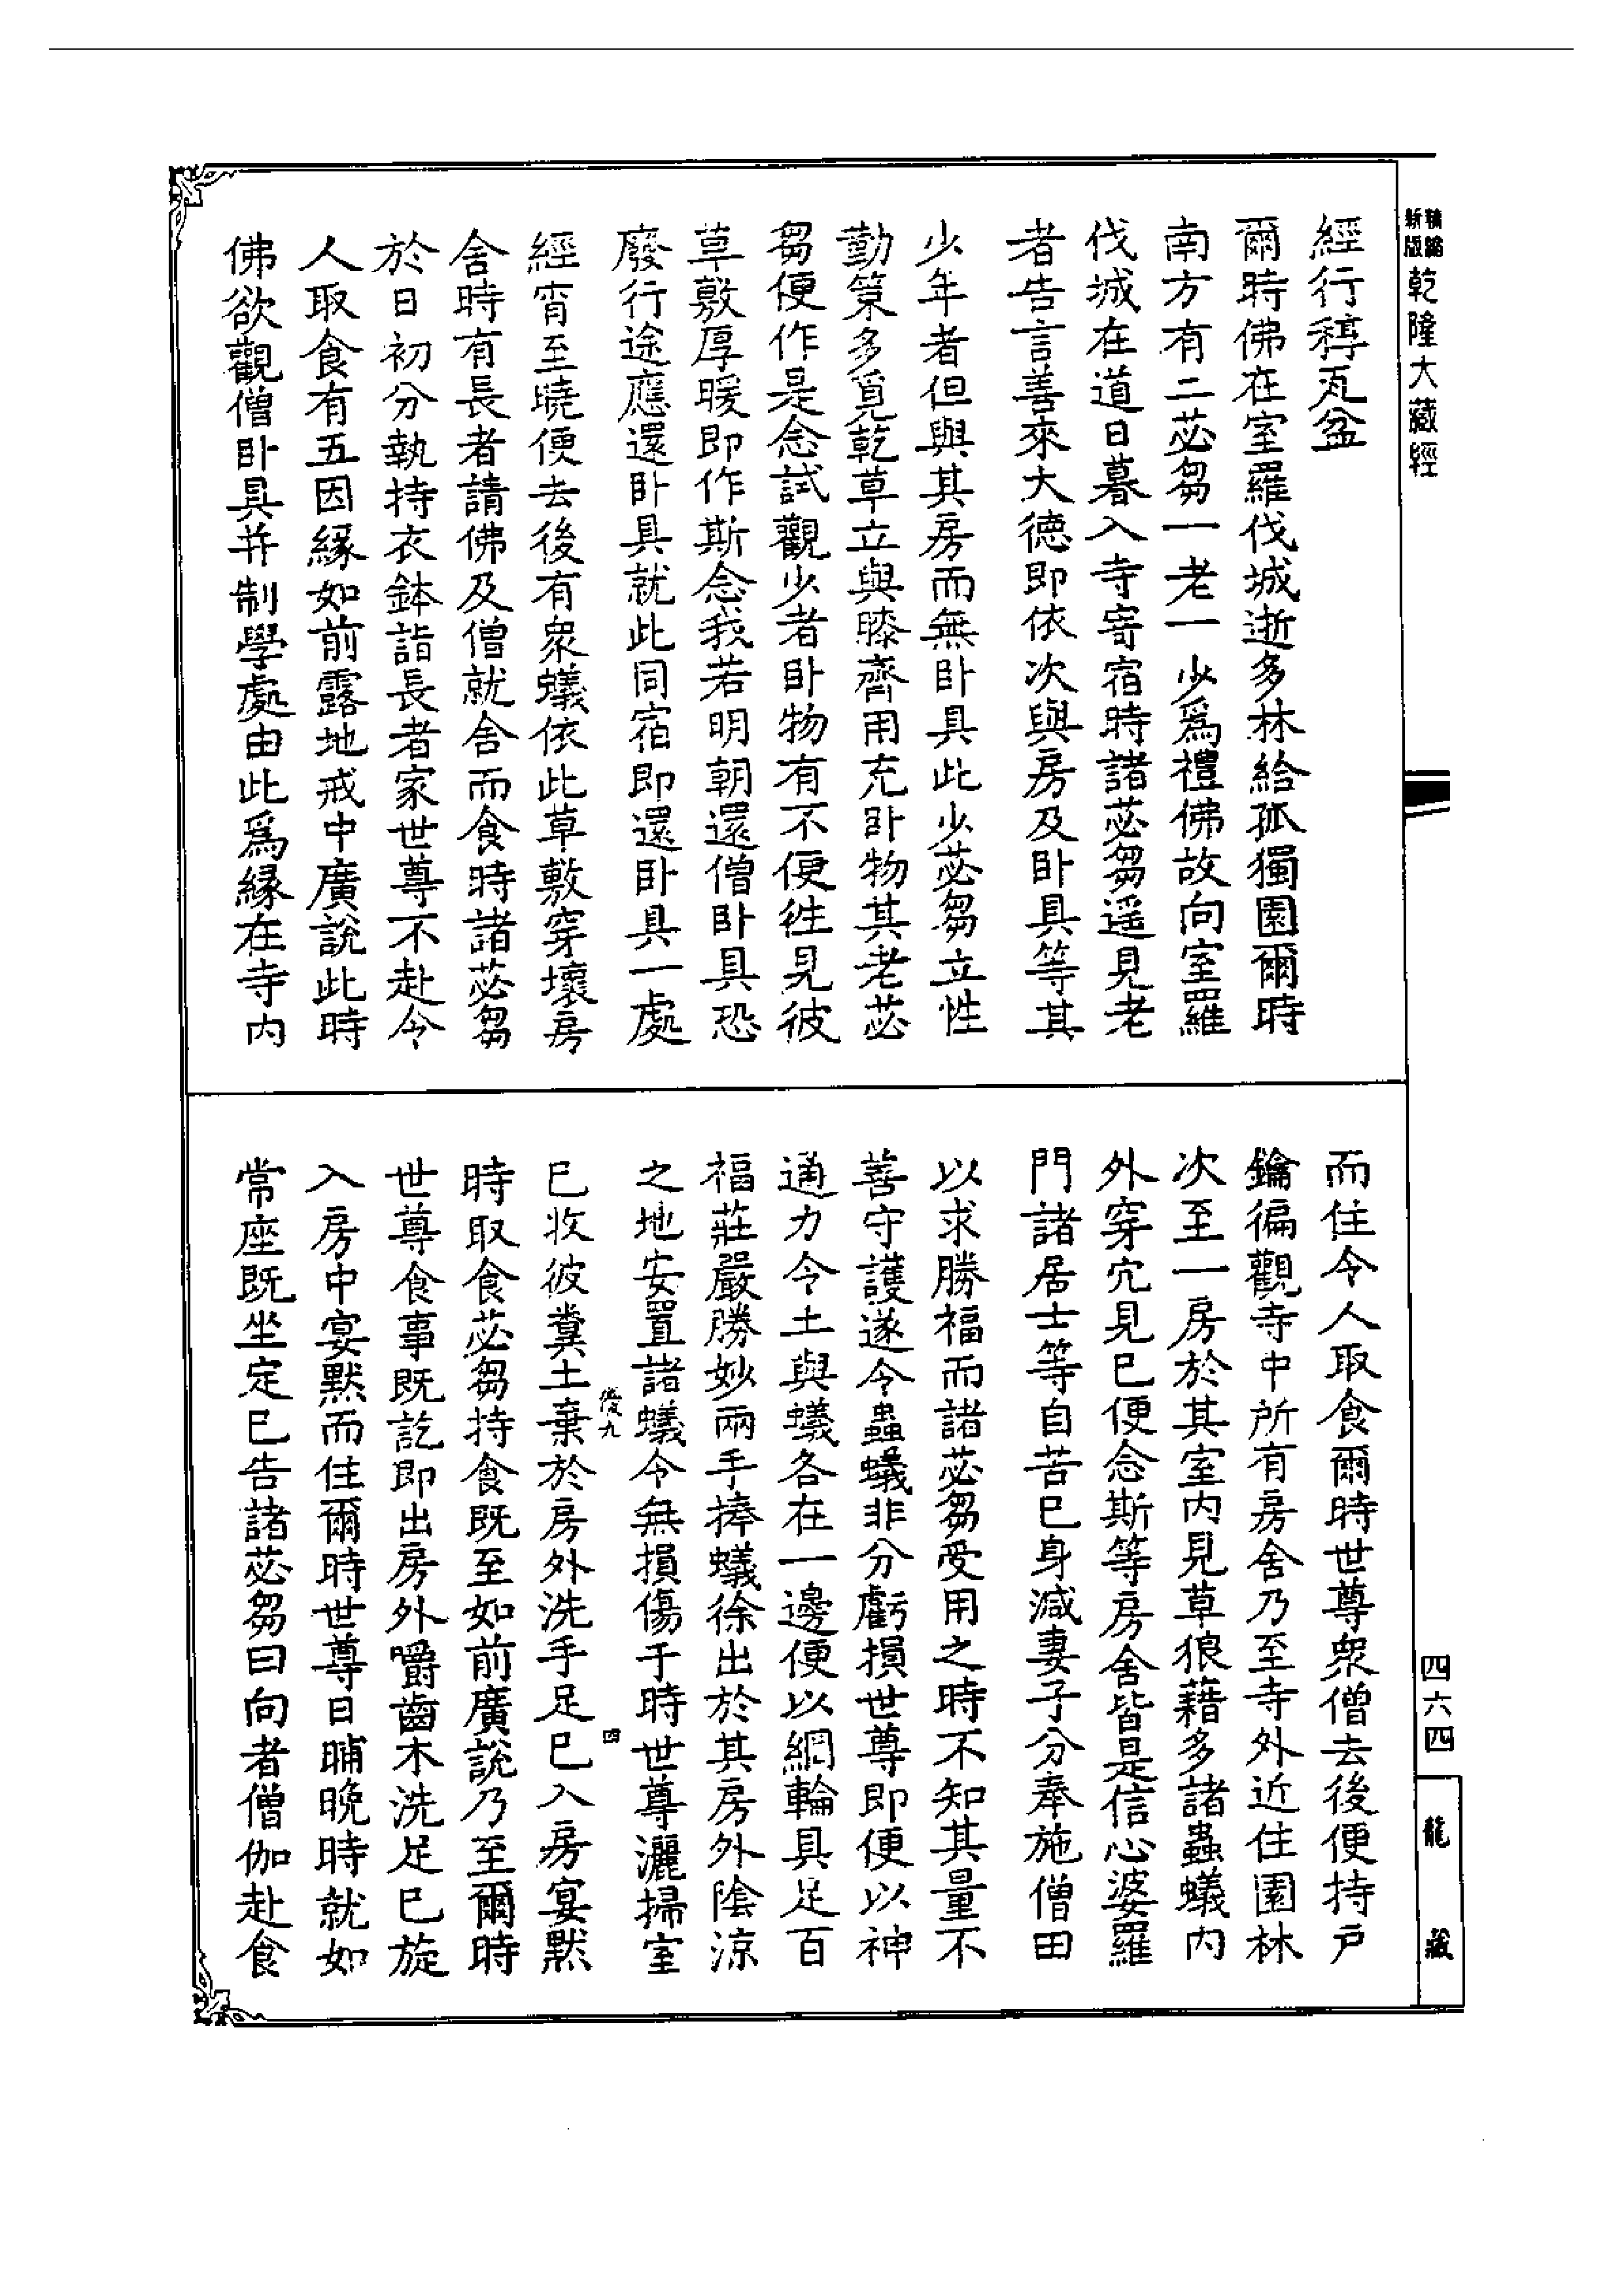 精編
新版
乾隆大藏經
經行稕瓦盆
爾時佛在室羅伐城逝多林給孤獨園爾時
南方有二苾芻一老一少爲禮佛故向室羅
伐城在道日暮入寺寄宿時諸苾芻遥見老
者告言善來大德即依次與房及卧具等其
少年者但與其房而無卧具此少苾芻立性
勤策多覓乾草立與膝齊用充卧物其老苾
芻便作是念試觀少者卧物有不便徃見彼
草敷厚暖即作斯念我若明朝還僧卧具恐
廢行途應還卧具就此同宿即還卧具一處
經宵至曉便去後有衆蟻依此草敷穿壞房
舍時有長者請佛及僧就舍而食時諸苾芻
於日初分執持衣鉢詣長者家世尊不赴令
人取食有五因緣如前露地戒中廣說此時
佛欲觀僧卧具并制學處由此爲緣在寺内
而住令人取食爾時世尊衆僧去後便持户
鑰徧觀寺中所有房舍乃至寺外近住園林
次至一房於其室内見草狼藉多諸蟲蟻内
外穿穴見已便念斯等房舍皆是信心婆羅
門諸居士等自苦已身減妻子分奉施僧田
以求勝福而諸苾芻受用之時不知其量不
善守護遂令蟲蟻非分虧損世尊即便以神
通力令土與蟻各在一邊便以網輪具足百
福莊嚴勝妙兩手捧蟻徐出於其房外陰涼
之地安置諸蟻令無損傷于時世尊灑掃室
已收彼糞土棄於房外洗手足已入房宴默
時取食苾芻持食既至如前廣說乃至爾時
世尊食事既訖即出房外嚼齒木洗足已旋
入房中宴默而住爾時世尊日晡晩時就如
常座既坐定已告諸苾芻曰向者僧伽赴食
四
四六四
龍藏